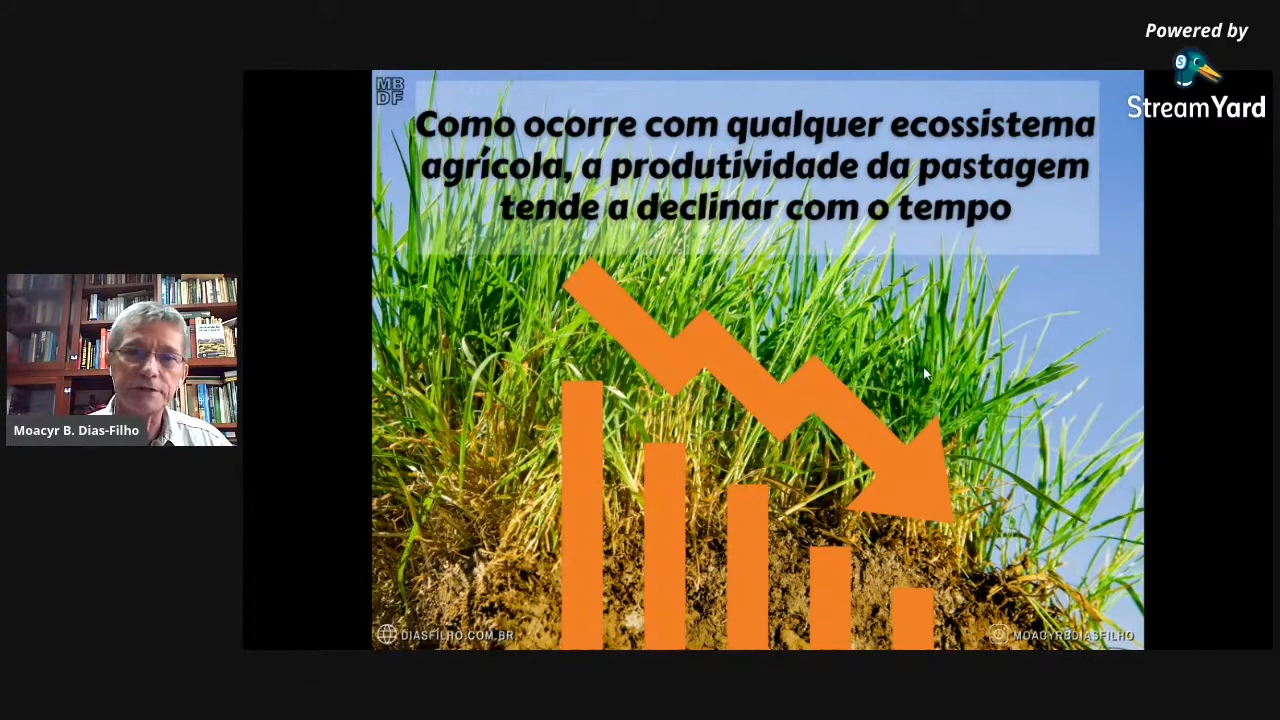 Powered by
StreamYard
MB
DF
Como ocorre com qualquer ecossistema
agrícola, a produtividade da pastagem
tende a declinar com o tempo
Moacyr B. Dias-Filho
DIASFILHO.COM.BR
MOACYRBDIASFILHO